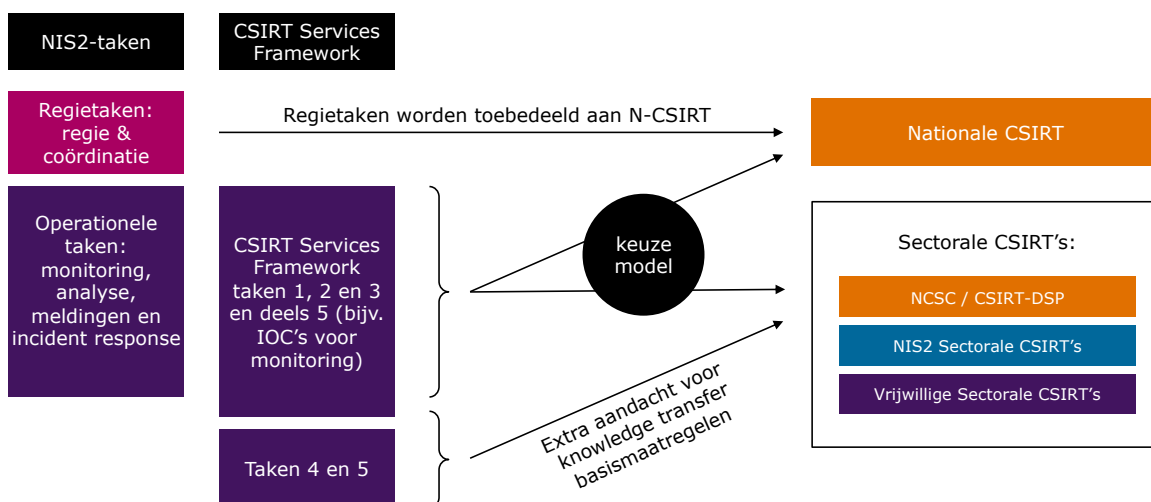 NIS2-taken
CSIRT Services
Framework
Regietaken:
regie &
coördinatie
Regietaken worden toebedeeld aan N-CSIRT
Nationale CSIRT
Operationele
taken:
monitoring,
analyse,
meldingen en
incident response
CSIRT Services
Framework
taken 1, 2 en 3
en deels 5 (bijv.
IOC's voor
monitoring)
keuze
model
Sectorale CSIRT's:
NCSC / CSIRT-DSP
NIS2 Sectorale CSIRT's
Vrijwillige Sectorale CSIRT's
Taken 4 en 5
Extra aandacht voor
knowledge transfer
basismaatregelen